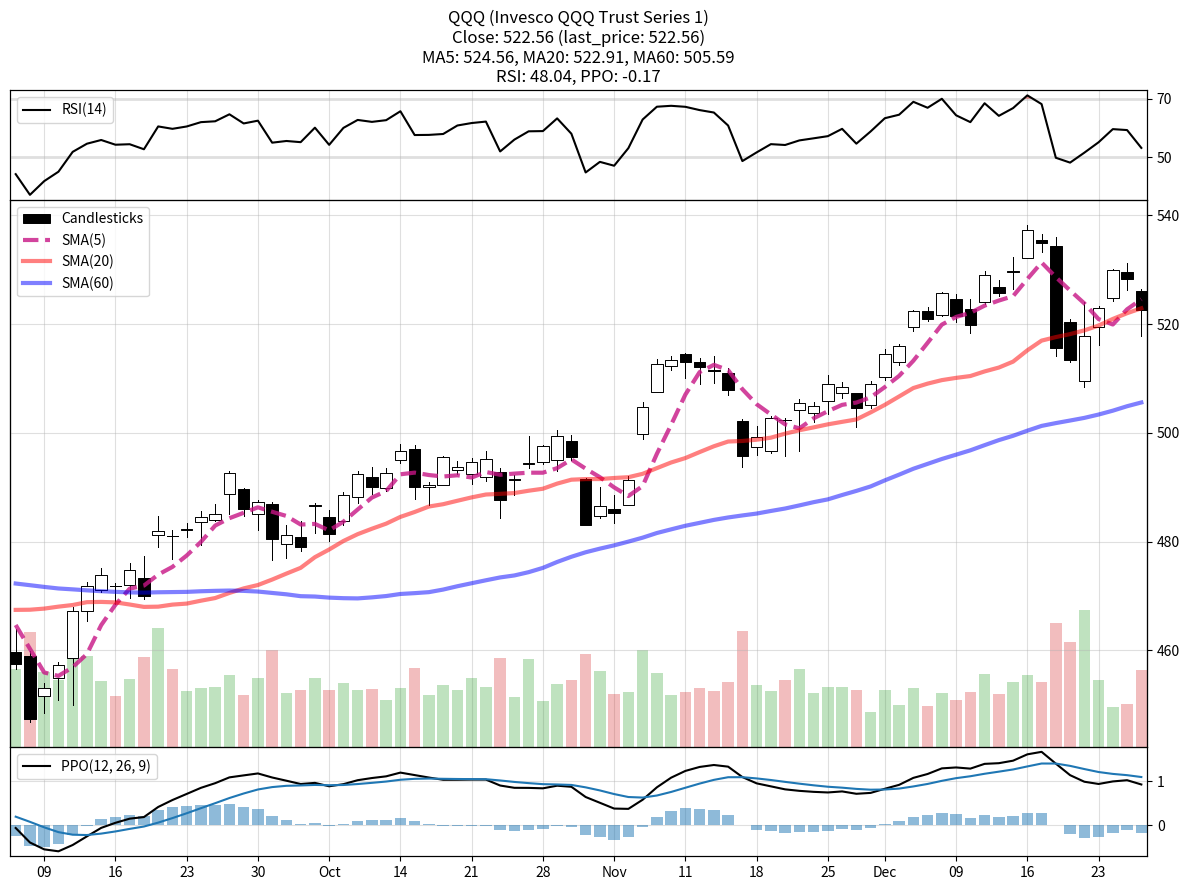 QQQ (Invesco QQQ Trust Series 1)
Close: 522.56 (last_price: 522.56)
MA5: 524.56, MA20: 522.91, MA60: 505.59
RSI: 48.04, PPO: -0.17
RSI(14)
70
50
Candlesticks
SMA(5)
SMA(20)
SMA(60)
540
520
500
480
460
PPO(12, 26, 9)
1
0
09 16 23 30 Oct 14 21 28 Nov 11 18 25 Dec 09 16 23